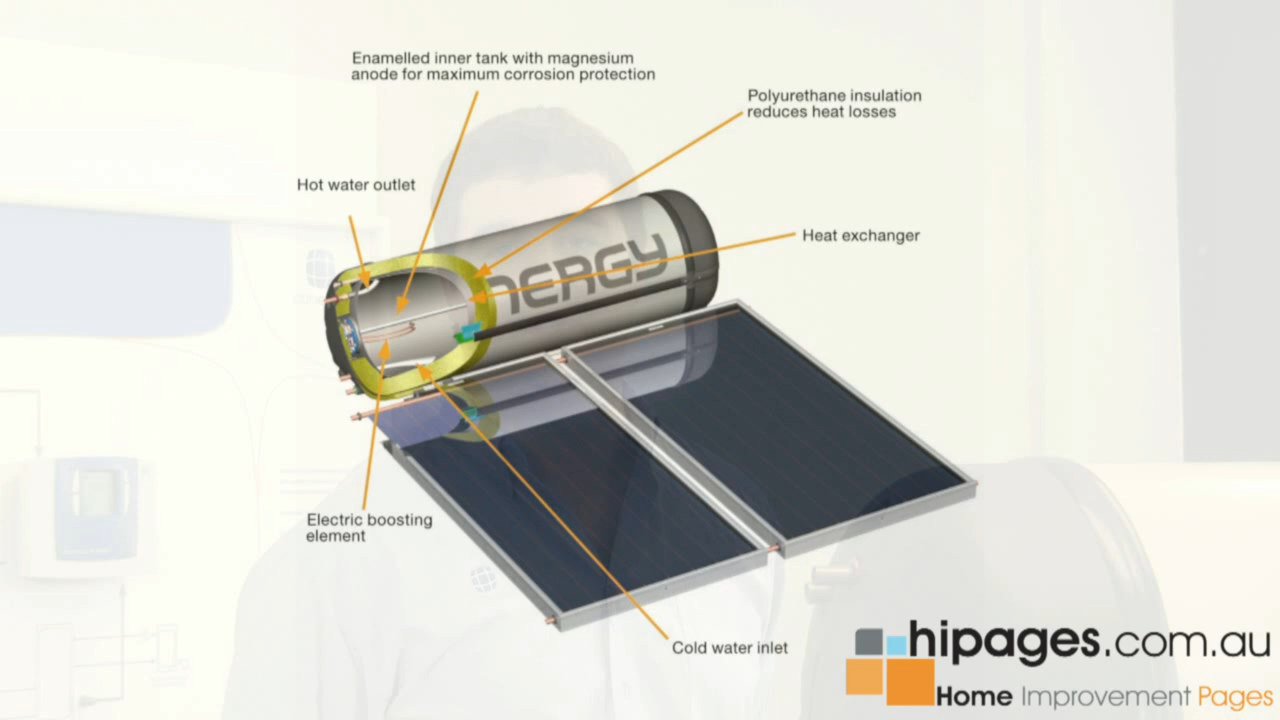 Enamelled inner tank with magnesium
anode for maximum corrosion protection
Polyurethane insulation
reduces heat losses
Hot water outlet
Heat exchanger
NERGY
Electric boosting
element
Cold water inlet
hipages.com.au
Home Improvement Pages